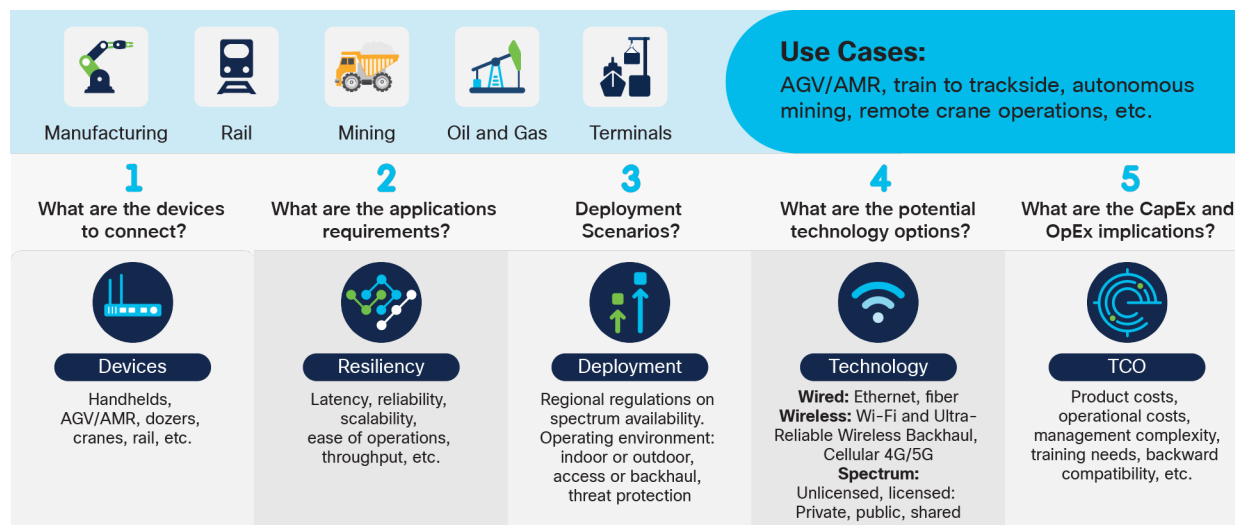 Manufacturing
Rail
Mining
Oil and Gas
Terminals
Use Cases:
AGV/AMR, train to trackside, autonomous
mining, remote crane operations, etc.
1
What are the devices
to connect?
2
What are the applications
requirements?
3
Deployment
Scenarios?
4
What are the potential
technology options?
5
What are the CapEx and
OpEx implications?
Devices
Handhelds,
AGV/AMR, dozers,
cranes, rail, etc.
Resiliency
Latency, reliability,
scalability,
ease of operations,
throughput, etc.
Deployment
Regional regulations on
spectrum availability.
Operating environment:
indoor or outdoor,
access or backhaul,
threat protection
Technology
Wired: Ethernet, fiber
Wireless: Wi-Fi and Ultra-
Reliable Wireless Backhaul,
Cellular 4G/5G
Spectrum:
Unlicensed, licensed:
Private, public, shared
TCO
Product costs,
operational costs,
management complexity,
training needs, backward
compatibility, etc.